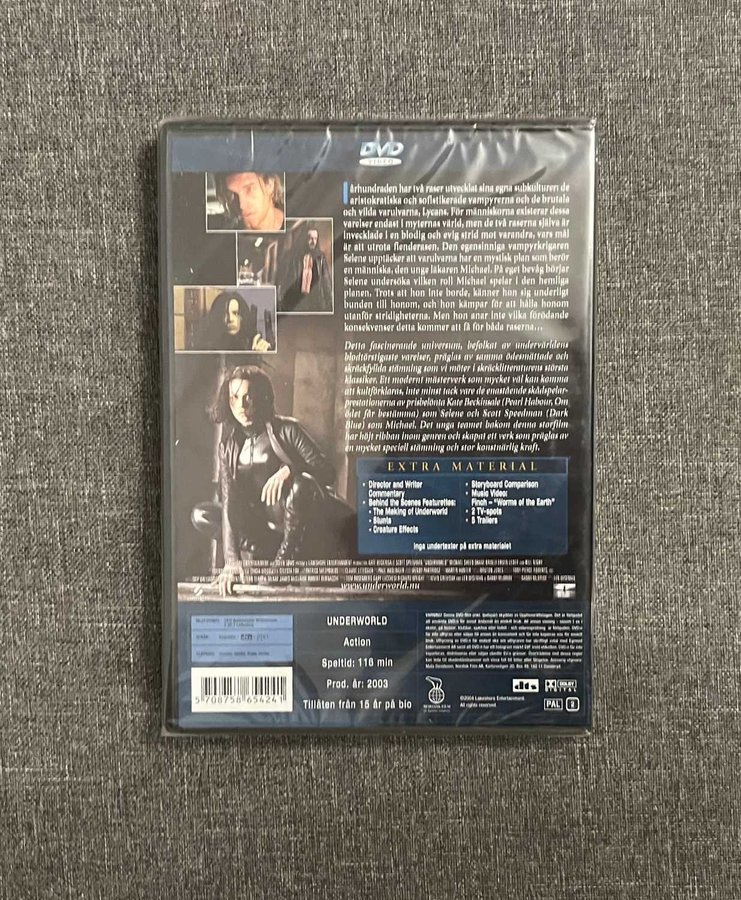 DVD
VIDEO
I århundraden har två raser utvecklat sina egna subkulturer: de
aristokratiska och sofistikerade vampyrerna och de brutala
och vilda varulvarna, Lycans. För människorna existerar dessa
varelser endast i myternas värld, men de två raserna själva är
invecklade i en blodig och evig strid mot varandra, vars mål
är att utrota fienderasen. Den egensinniga vampyrkrigaren
Selene upptäcker att varulvarna har en mystisk plan som berör
en människa, den unge läkaren Michael. På eget bevåg börjar
Selene undersöka vilken roll Michael spelar i den hemliga
planen. Trots att hon inte borde, känner hon sig underligt
bunden till honom, och hon kämpar för att hålla honom
utanför stridigheterna. Men hon anar inte vilka förödande
konsekvenser detta kommer att få för båda raserna...
Detta fascinerande universum, befolkat av undervärldens
blodtörstigaste varelser, präglas av samma ödesmättade och
skräckfyllda stämning som vi möter i skräcklitteraturens största
klassiker. Ett modernt mästerverk som mycket väl kan komma
att kultförklaras, inte minst tack vare de enastående skådespelar-
prestationerna av prisbelönta Kate Beckinsale (Pearl Habour, Om
ödet får bestämma) som Selene och Scott Speedman (Dark
Blue) som Michael. Det unga teamet bakom denna storfilm
har höjt ribban inom genren och skapat ett verk som präglas av
en mycket speciell stämning och stor konstnärlig kraft.
EXTRA MATERIAL
• Director and Writer
Commentary
• Behind the Scenes Featurettes:
• The Making of Underworld
• Stunts
• Creature Effects
• Storyboard Comparison
• Music Video:
Finch – "Worms of the Earth"
• 2 TV-spots
• 5 Trailers
Inga undertexter på extra materialet
www.underworld.nu
UNDERWORLD
Action
Speltid: 116 min
Prod. år: 2003
Tillåten från 15 år på bio
5 708758 654241
©2004 Lakeshore Entertainment.
All rights reserved
dts
DOLBY
DIGITAL
PAL
2